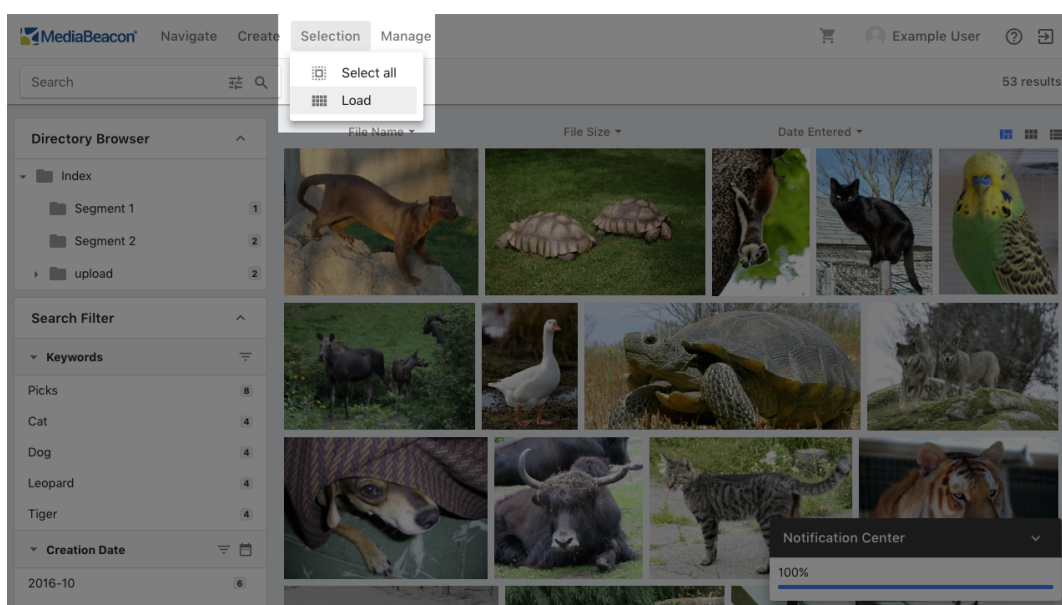 MediaBeacon® Navigate Create Selection Manage Example User
Select all
Load
Search 53 results
File Name File Size Date Entered
Directory Browser
Index
Segment 1 1
Segment 2 2
upload 2
Search Filter
Keywords
Picks 8
Cat 4
Dog 4
Leopard 4
Tiger 4
Creation Date
2016-10 6
Notification Center
100%